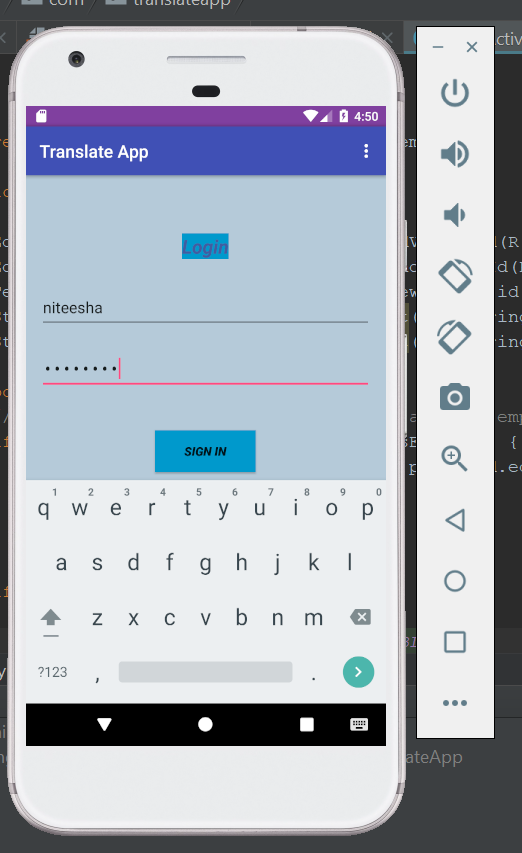 com translateapp
4:50
Translate App
Login
niteesha
••••••••
SIGN IN
1 2 3 4 5 6 7 8 9 0
q w e r t y u i o p
a s d f g h j k l
z x c v b n m
?123 , .
ateApp